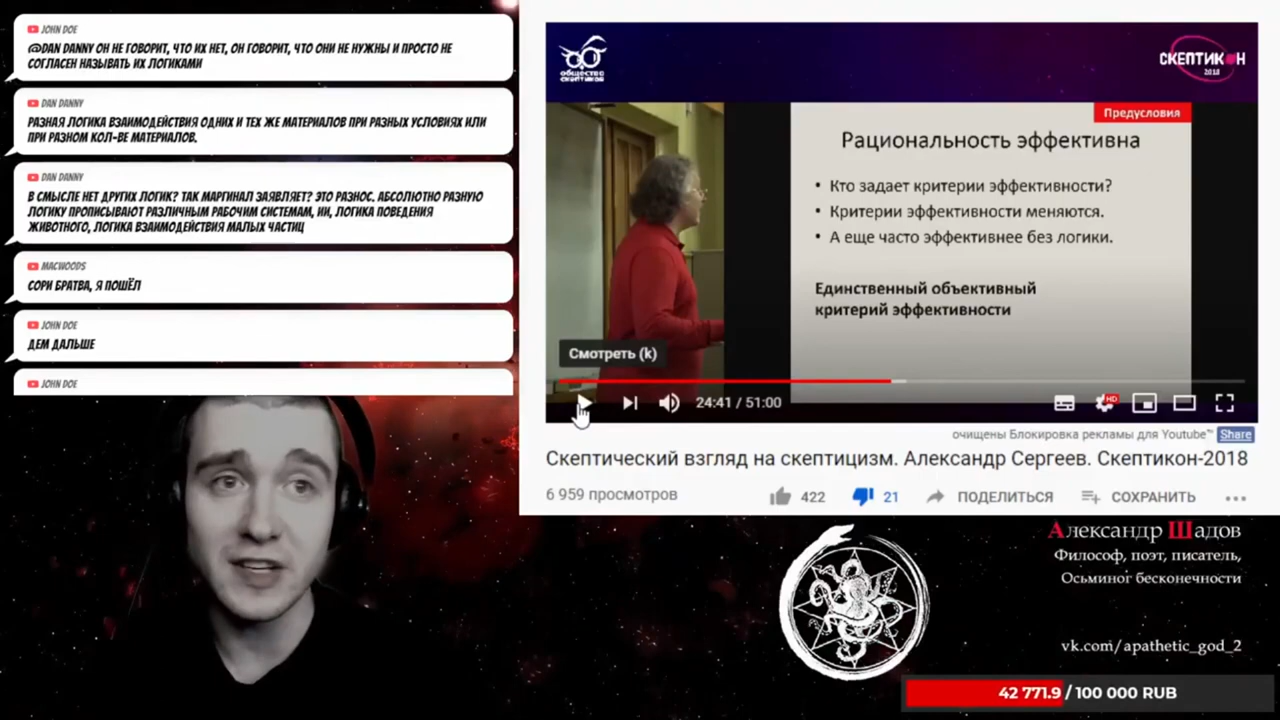 JOHN DOE
@DAN DANNY ОН НЕ ГОВОРИТ, ЧТО ИХ НЕТ, ОН ГОВОРИТ, ЧТО ОНИ НЕ НУЖНЫ И ПРОСТО НЕ
СОГЛАСЕН НАЗЫВАТЬ ИХ ЛОГИКАМИ
DAN DANNY
РАЗНАЯ ЛОГИКА ВЗАИМОДЕЙСТВИЯ ОДНИХ И ТЕХ ЖЕ МАТЕРИАЛОВ ПРИ РАЗНЫХ УСЛОВИЯХ ИЛИ
ПРИ РАЗНОМ КОЛ-ВЕ МАТЕРИАЛОВ.
DAN DANNY
В СМЫСЛЕ НЕТ ДРУГИХ ЛОГИК? ТАК МАРГИНАЛ ЗАЯВЛЯЕТ? ЭТО РАЗНОС. АБСОЛЮТНО РАЗНУЮ
ЛОГИКУ ПРОПИСЫВАЮТ РАЗЛИЧНЫМ РАБОЧИМ СИСТЕМАМ, ИИ, ЛОГИКА ПОВЕДЕНИЯ
ЖИВОТНОГО, ЛОГИКА ВЗАИМОДЕЙСТВИЯ МАЛЫХ ЧАСТИЦ
MACWOODS
СОРИ БРАТВА, Я ПОШЁЛ
JOHN DOE
ДЕМ ДАЛЬШЕ
JOHN DOE
общество
скептиков
СКЕПТИКОН
2018
Предусловия
Рациональность эффективна
• Кто задает критерии эффективности?
• Критерии эффективности меняются.
• А еще часто эффективнее без логики.
Единственный объективный
критерий эффективности
Смотреть (k)
24:41 / 51:00
HD
очищены Блокировка рекламы для Youtube™ Share
Скептический взгляд на скептицизм. Александр Сергеев. Скептикон-2018
6 959 просмотров
422
21
ПОДЕЛИТЬСЯ
СОХРАНИТЬ
Александр Шадов
Философ, поэт, писатель,
Осьминог бесконечности
vk.com/apathetic_god_2
42 771.9 / 100 000 RUB